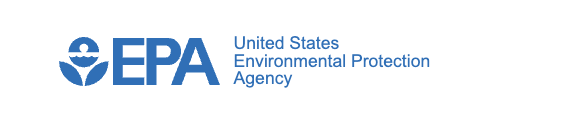 EPA
United States
Environmental Protection
Agency